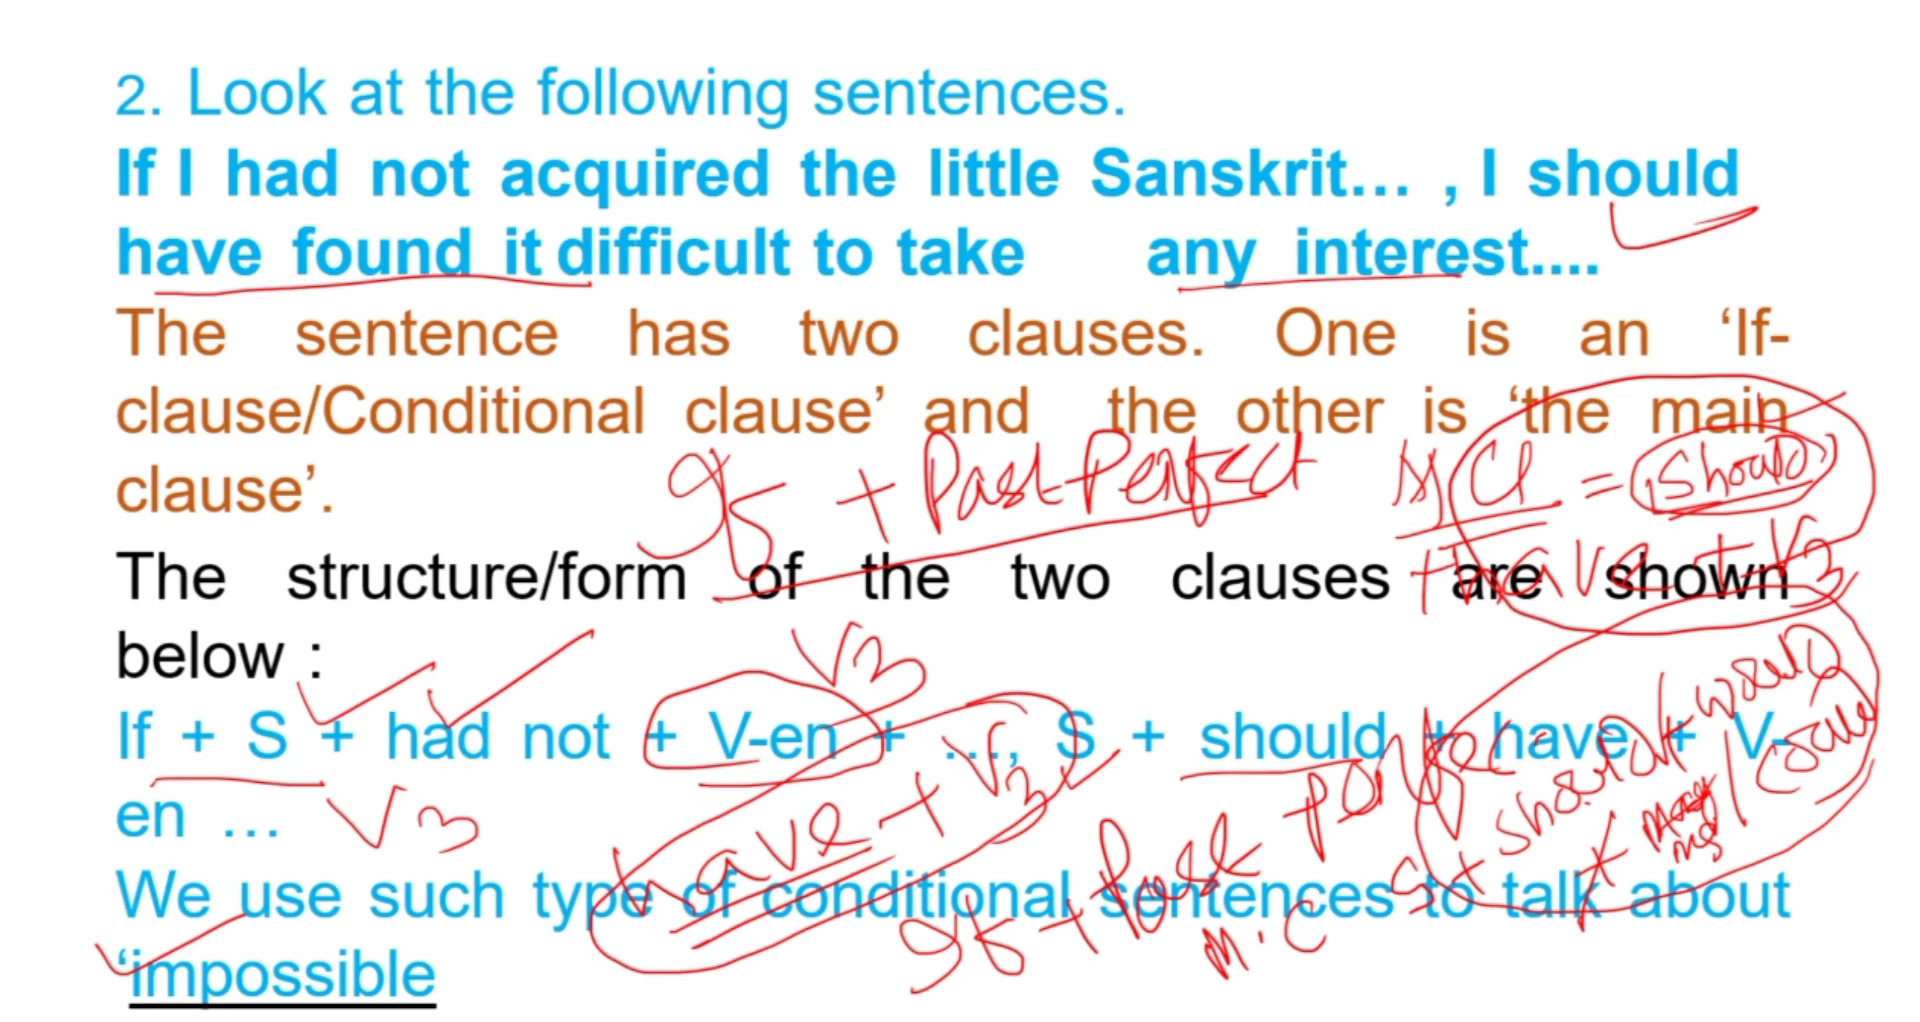 2. Look at the following sentences.
If I had not acquired the little Sanskrit... , I should
have found it difficult to take any interest....
The sentence has two clauses. One is an ‘If-
clause/Conditional clause’ and the other is ‘the main
clause’.
If + Past Perfect MCl = Should
+ have + V3
The structure/form of the two clauses are shown
below :
V3
If + S + had not + V-en + ..., S + should + have + V-
en ...
V3
have + V3
If + Past Perfect
M.C
S + should / would / could
We use such type of conditional sentences to talk about
‘impossible